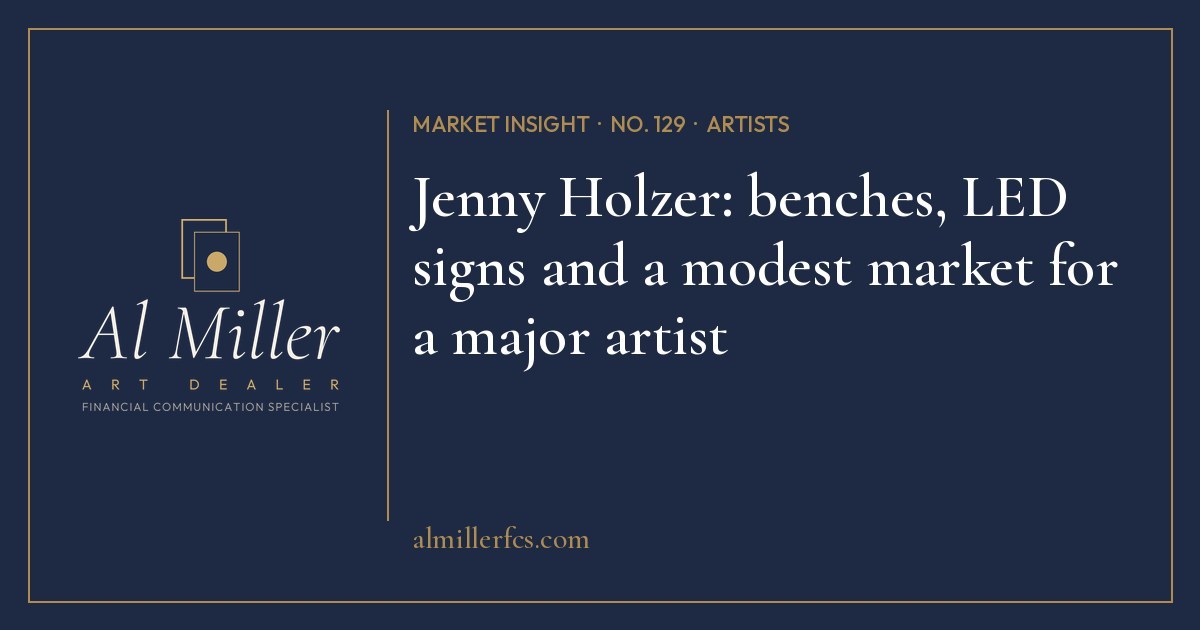 Al Miller
ART DEALER
FINANCIAL COMMUNICATION SPECIALIST
MARKET INSIGHT · NO. 129 · ARTISTS
Jenny Holzer: benches, LED
signs and a modest market for
a major artist
almillerfcs.com